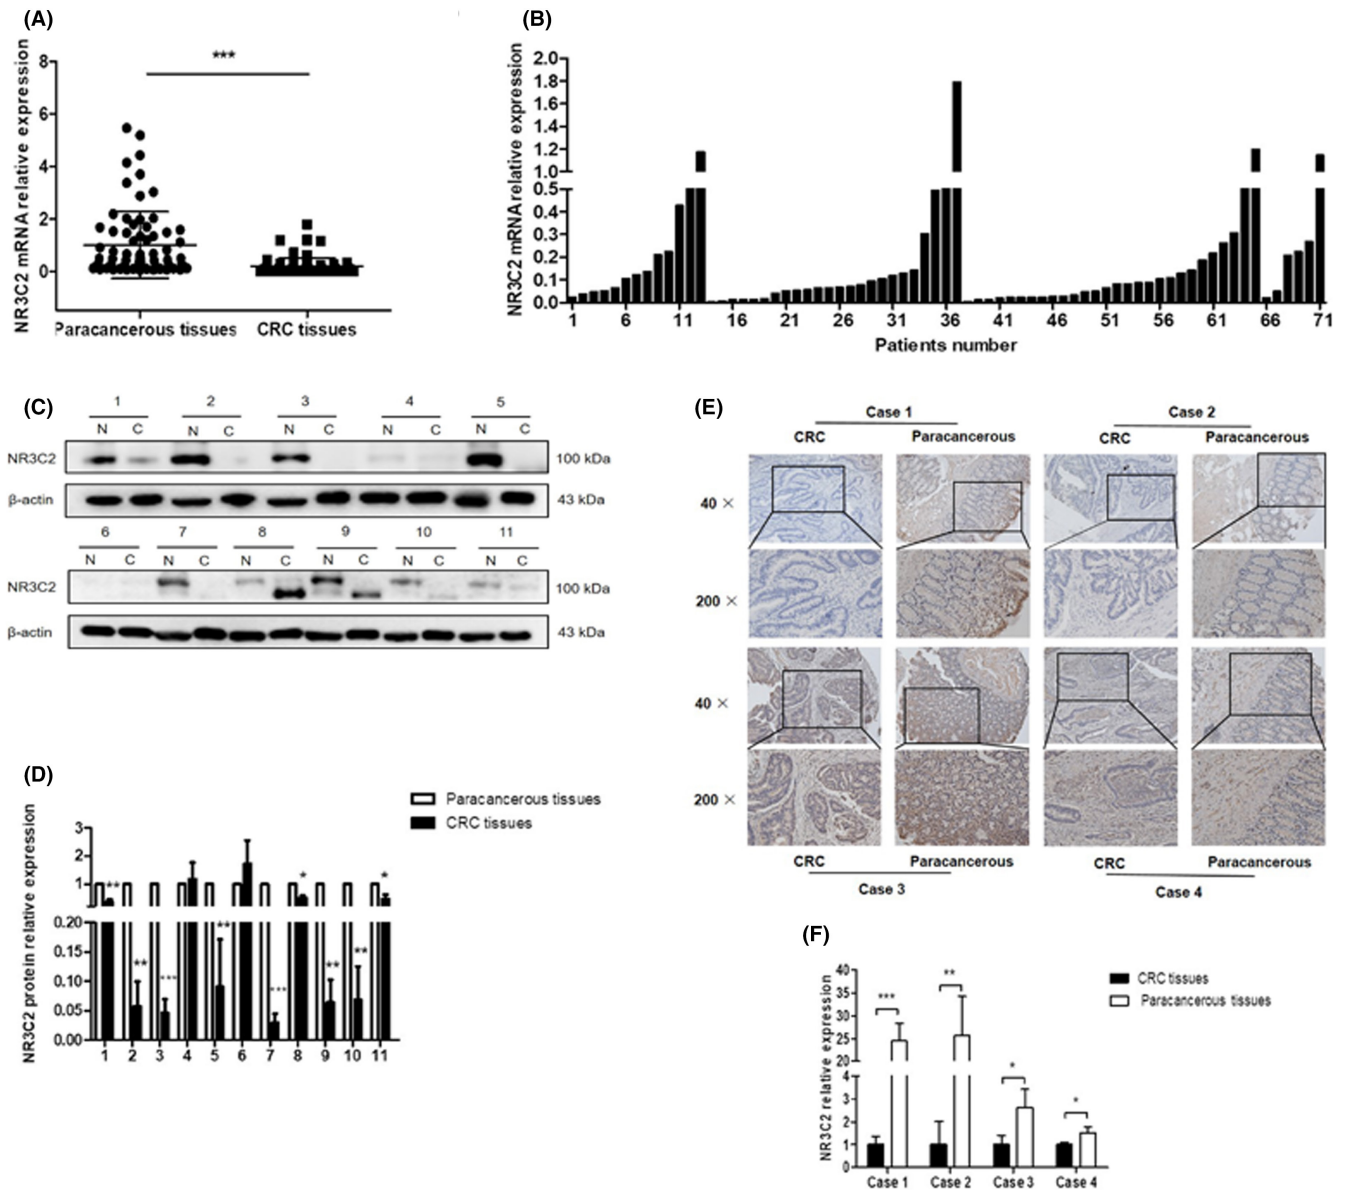 (A)
***
NR3C2 mRNA relative expression
8
6
4
2
0
Paracancerous tissues
CRC tissues
(B)
NR3C2 mRNA relative expression
2.0
1.8
1.6
1.4
1.2
1.0
0.5
0.4
0.3
0.2
0.1
0.0
1 6 11 16 21 26 31 36 41 46 51 56 61 66 71
Patients number
(C)
1 2 3 4 5
N C N C N C N C N C
NR3C2 100 kDa
β-actin 43 kDa
6 7 8 9 10 11
N C N C N C N C N C N C
NR3C2 100 kDa
β-actin 43 kDa
(D)
Paracancerous tissues
CRC tissues
NR3C2 protein relative expression
3
2
1
0.20
0.15
0.10
0.05
0.00
** ** *** ** *** * ** ** *
1 2 3 4 5 6 7 8 9 10 11
(E)
Case 1
CRC Paracancerous
Case 2
CRC Paracancerous
40 ×
200 ×
40 ×
200 ×
CRC Paracancerous
Case 3
CRC Paracancerous
Case 4
(F)
CRC tissues
Paracancerous tissues
NR3C2 relative expression
40
35
30
25
20
4
3
2
1
0
*** ** * *
Case 1 Case 2 Case 3 Case 4